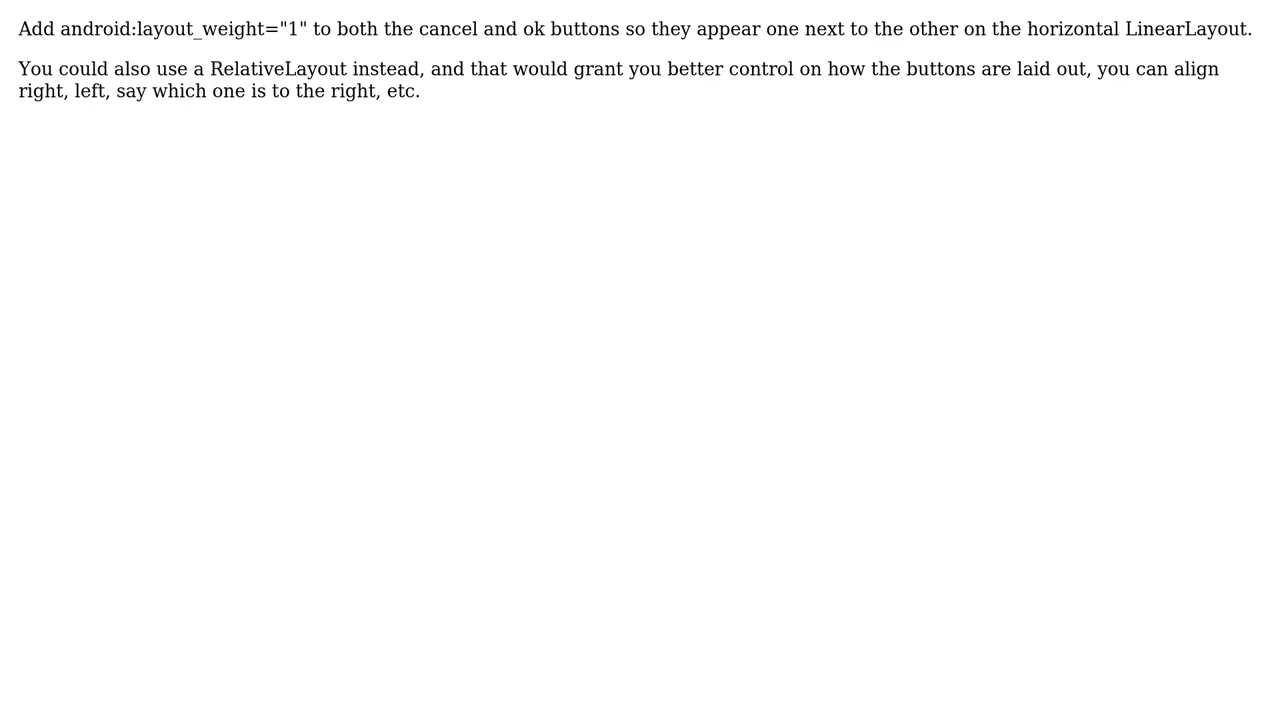 Add android:layout_weight="1" to both the cancel and ok buttons so they appear one next to the other on the horizontal LinearLayout.
You could also use a RelativeLayout instead, and that would grant you better control on how the buttons are laid out, you can align
right, left, say which one is to the right, etc.